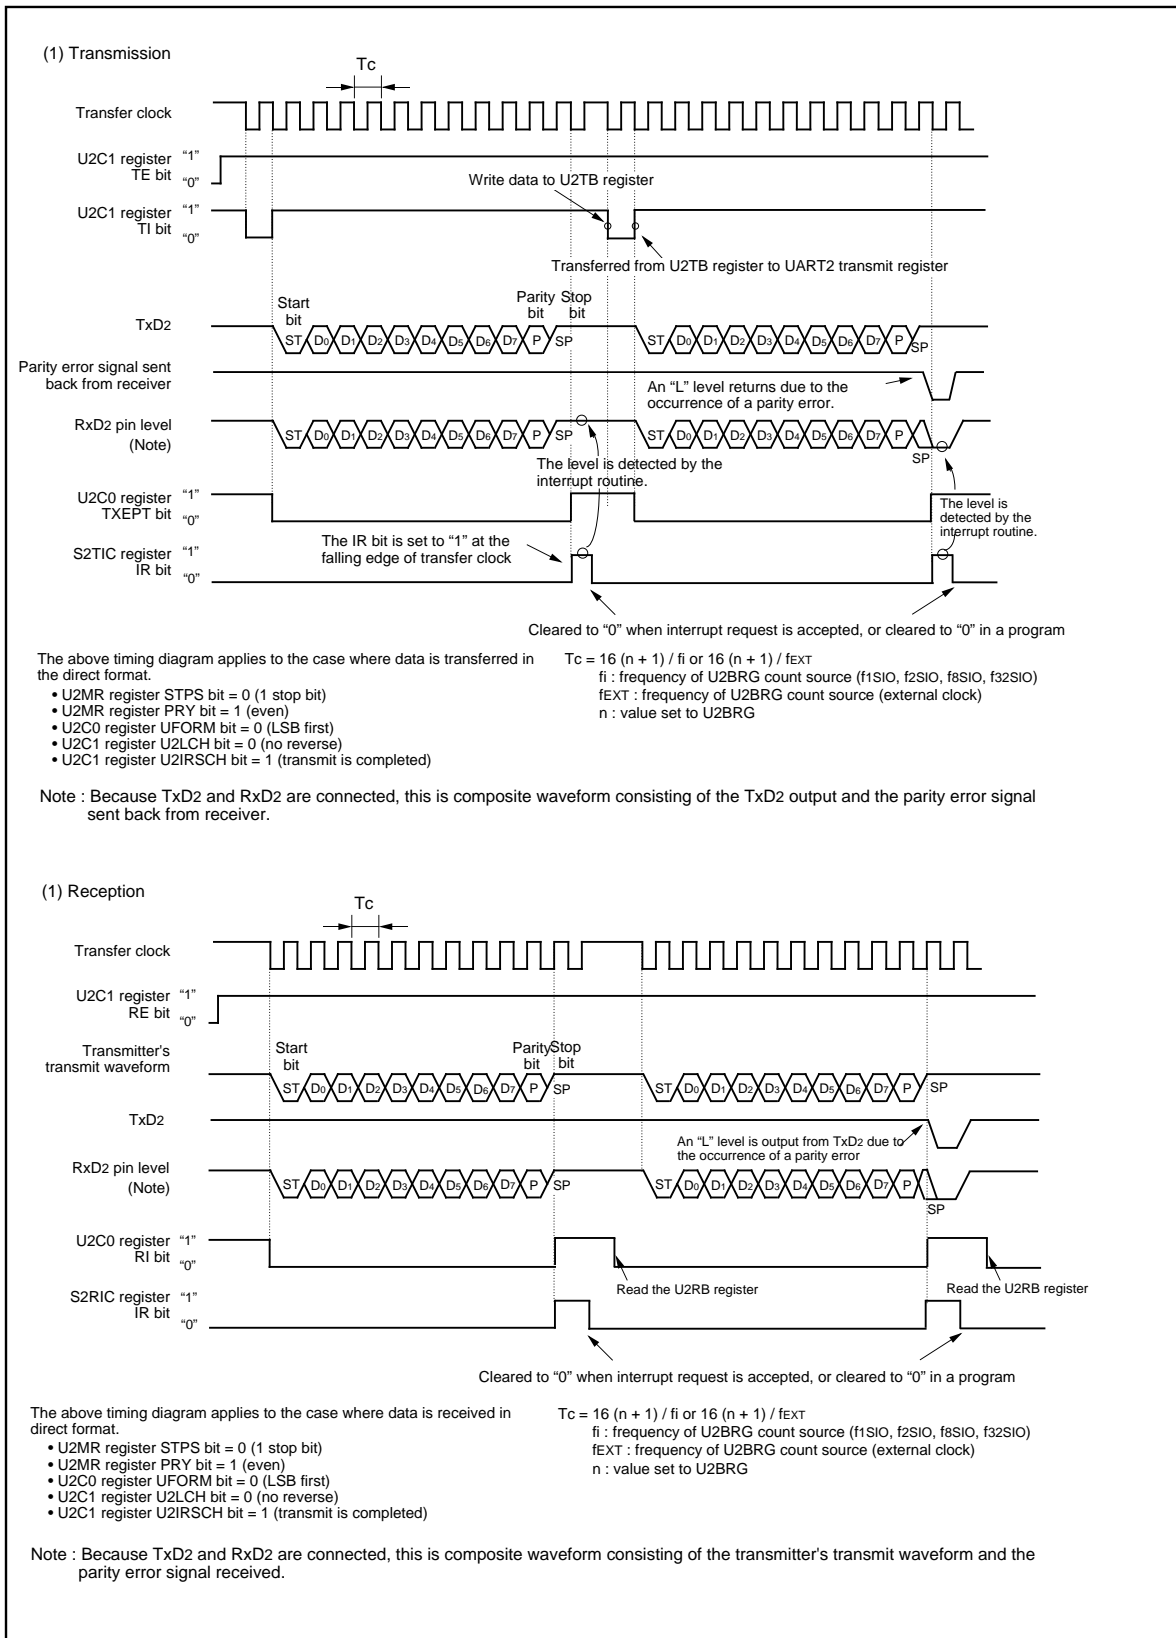 (1) Transmission
Tc
Transfer clock
U2C1 register “1”
TE bit “0”
Write data to U2TB register
U2C1 register “1”
TI bit “0”
Transferred from U2TB register to UART2 transmit register
Start bit
Parity bit
Stop bit
TxD2
ST D0 D1 D2 D3 D4 D5 D6 D7 P SP ST D0 D1 D2 D3 D4 D5 D6 D7 P SP
Parity error signal sent
back from receiver
An “L” level returns due to the
occurrence of a parity error.
RxD2 pin level
(Note)
ST D0 D1 D2 D3 D4 D5 D6 D7 P SP ST D0 D1 D2 D3 D4 D5 D6 D7 P SP
The level is detected by the
interrupt routine.
U2C0 register “1”
TXEPT bit “0”
The level is
detected by the
interrupt routine.
The IR bit is set to “1” at the
falling edge of transfer clock
S2TIC register “1”
IR bit “0”
Cleared to “0” when interrupt request is accepted, or cleared to “0” in a program
The above timing diagram applies to the case where data is transferred in
the direct format.
• U2MR register STPS bit = 0 (1 stop bit)
• U2MR register PRY bit = 1 (even)
• U2C0 register UFORM bit = 0 (LSB first)
• U2C1 register U2LCH bit = 0 (no reverse)
• U2C1 register U2IRSCH bit = 1 (transmit is completed)
Tc = 16 (n + 1) / fi or 16 (n + 1) / fEXT
fi : frequency of U2BRG count source (f1SIO, f2SIO, f8SIO, f32SIO)
fEXT : frequency of U2BRG count source (external clock)
n : value set to U2BRG
Note : Because TxD2 and RxD2 are connected, this is composite waveform consisting of the TxD2 output and the parity error signal
sent back from receiver.
(1) Reception
Tc
Transfer clock
U2C1 register “1”
RE bit “0”
Start bit
Parity bit
Stop bit
Transmitter's
transmit waveform
ST D0 D1 D2 D3 D4 D5 D6 D7 P SP ST D0 D1 D2 D3 D4 D5 D6 D7 P SP
TxD2
An “L” level is output from TxD2 due to
the occurrence of a parity error
RxD2 pin level
(Note)
ST D0 D1 D2 D3 D4 D5 D6 D7 P SP ST D0 D1 D2 D3 D4 D5 D6 D7 P SP
U2C0 register “1”
RI bit “0”
Read the U2RB register
Read the U2RB register
S2RIC register “1”
IR bit “0”
Cleared to “0” when interrupt request is accepted, or cleared to “0” in a program
The above timing diagram applies to the case where data is received in
direct format.
• U2MR register STPS bit = 0 (1 stop bit)
• U2MR register PRY bit = 1 (even)
• U2C0 register UFORM bit = 0 (LSB first)
• U2C1 register U2LCH bit = 0 (no reverse)
• U2C1 register U2IRSCH bit = 1 (transmit is completed)
Tc = 16 (n + 1) / fi or 16 (n + 1) / fEXT
fi : frequency of U2BRG count source (f1SIO, f2SIO, f8SIO, f32SIO)
fEXT : frequency of U2BRG count source (external clock)
n : value set to U2BRG
Note : Because TxD2 and RxD2 are connected, this is composite waveform consisting of the transmitter's transmit waveform and the
parity error signal received.